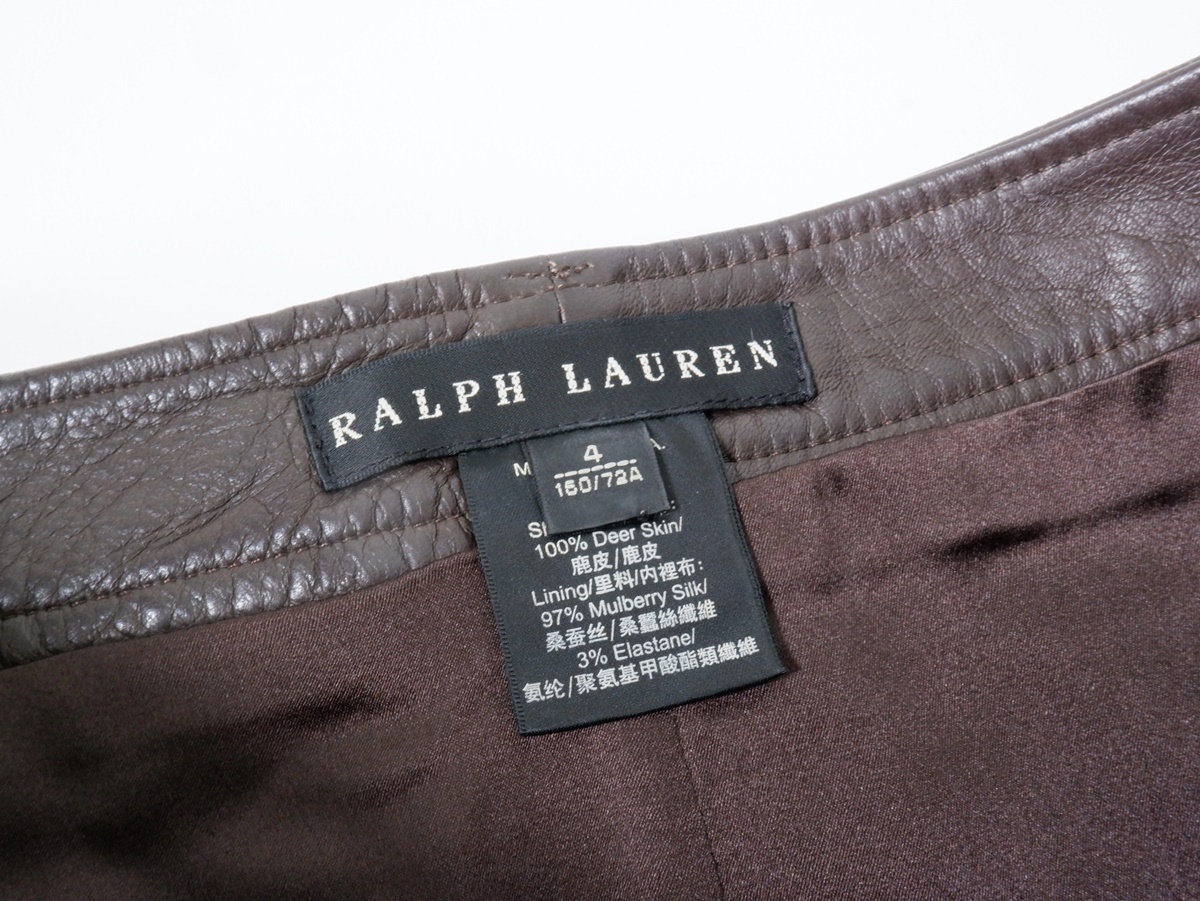 RALPH LAUREN
4
160/72A
100% Deer Skin/
鹿皮/鹿皮
Lining/里料/内裡布:
97% Mulberry Silk/
桑蚕丝/桑蠶絲纖維
3% Elastane/
氨纶/聚氨基甲酸酯類纖維